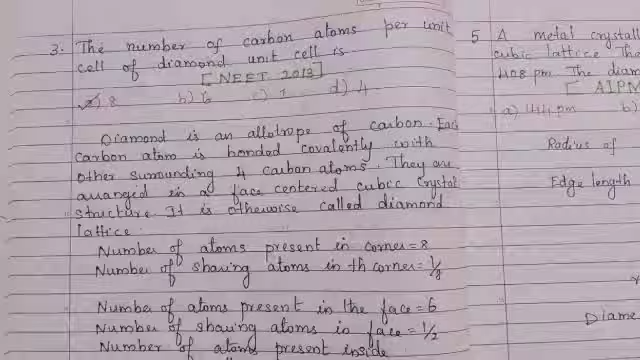 3. The number of carbon atoms per unit
cell of diamond unit cell is
[NEET 2013]
a) 8 b) 6 c) 1 d) 4
Diamond is an allotrope of carbon. Each
carbon atom is bonded covalently with
other surrounding 4 carbon atoms. They are
arranged in a face centered cubic crystal
structure. It is otherwise called diamond
lattice.
Number of atoms present in corner = 8
Number of sharing atoms in th corner = 1/8
Number of atoms present in the face = 6
Number of sharing atoms in face = 1/2
Number of atoms present inside
5 A metal crystall
cubic lattice. The
408 pm. The diam
[AIPM
a) 144pm b)
Radius of
Edge length
Diame